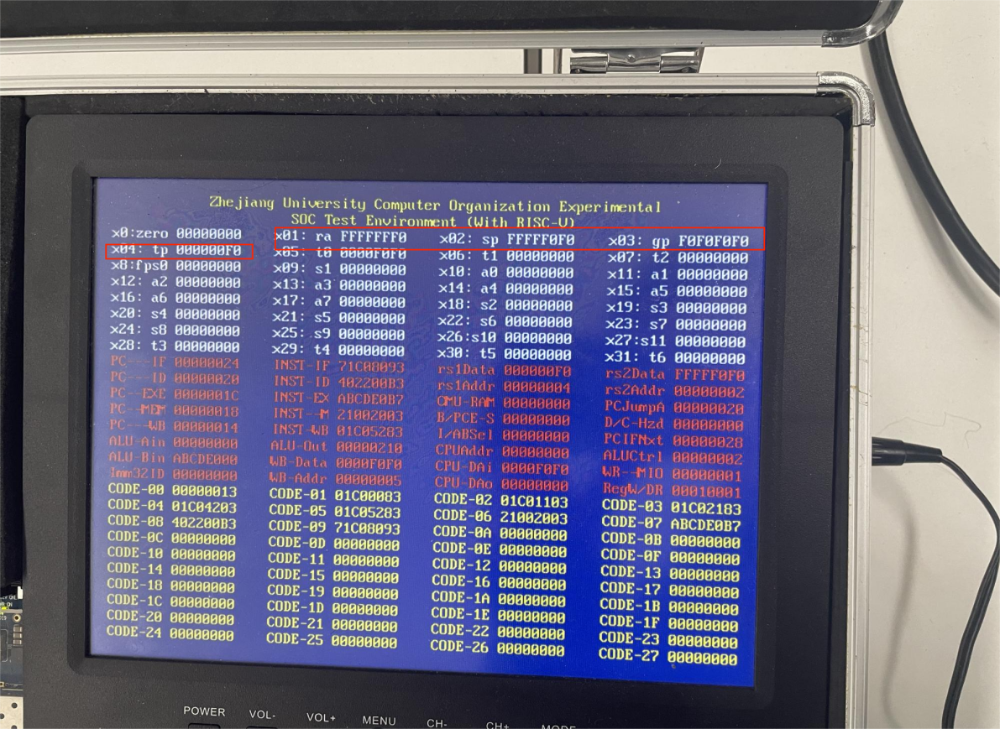 Zhejiang University Computer Organization Experimental
SOC Test Environment (With RISC-V)
x0:zero 00000000 x01: ra FFFFFFF0 x02: sp FFFFF0F0 x03: gp F0F0F0F0
x04: tp 000000F0 x05: t0 0000F0F0 x06: t1 00000000 x07: t2 00000000
x8:fps0 00000000 x09: s1 00000000 x10: a0 00000000 x11: a1 00000000
x12: a2 00000000 x13: a3 00000000 x14: a4 00000000 x15: a5 00000000
x16: a6 00000000 x17: a7 00000000 x18: s2 00000000 x19: s3 00000000
x20: s4 00000000 x21: s5 00000000 x22: s6 00000000 x23: s7 00000000
x24: s8 00000000 x25: s9 00000000 x26:s10 00000000 x27:s11 00000000
x28: t3 00000000 x29: t4 00000000 x30: t5 00000000 x31: t6 00000000
PC---IF 00000024 INST-IF 71C08093 rs1Data 000000F0 rs2Data FFFFF0F0
PC---ID 00000020 INST-ID 402200B3 rs1Addr 00000004 rs2Addr 00000002
PC--EXE 0000001C INST-EX ABCDE0B7 CMU-RAM 00000000 PCJumpA 00000020
PC--MEM 00000018 INST--M 21002003 B/PCE-S 00000000 D/C-Hzd 00000000
PC---WB 00000014 INST-WB 01C05283 I/ABSel 00000000 PCIFNxt 00000028
ALU-Ain 00000000 ALU-Out 00000210 CPUAddr 00000000 ALUCtrl 00000002
ALU-Bin ABCDE000 WB-Data 0000F0F0 CPU-DAi 0000F0F0 WR--MIO 00000001
Imm32ID 00000000 WB-Addr 00000005 CPU-DAo 00000000 RegW/DR 00010001
CODE-00 00000013 CODE-01 01C00083 CODE-02 01C01103 CODE-03 01C02183
CODE-04 01C04203 CODE-05 01C05283 CODE-06 21002003 CODE-07 ABCDE0B7
CODE-08 402200B3 CODE-09 71C08093 CODE-0A 00000000 CODE-0B 00000000
CODE-0C 00000000 CODE-0D 00000000 CODE-0E 00000000 CODE-0F 00000000
CODE-10 00000000 CODE-11 00000000 CODE-12 00000000 CODE-13 00000000
CODE-14 00000000 CODE-15 00000000 CODE-16 00000000 CODE-17 00000000
CODE-18 00000000 CODE-19 00000000 CODE-1A 00000000 CODE-1B 00000000
CODE-1C 00000000 CODE-1D 00000000 CODE-1E 00000000 CODE-1F 00000000
CODE-20 00000000 CODE-21 00000000 CODE-22 00000000 CODE-23 00000000
CODE-24 00000000 CODE-25 00000000 CODE-26 00000000 CODE-27 00000000
POWER VOL- VOL+ MENU CH- CH+ MODE